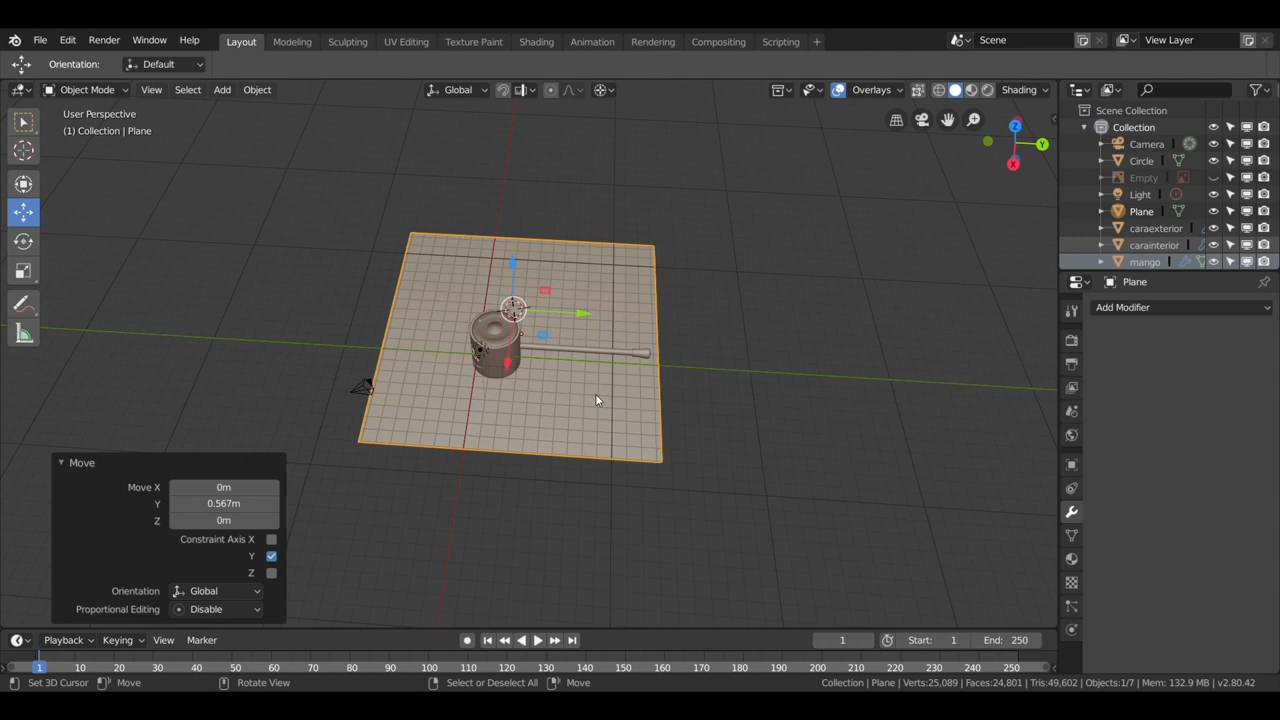 File Edit Render Window Help Layout Modeling Sculpting UV Editing Texture Paint Shading Animation Rendering Compositing Scripting + Scene View Layer
Orientation: Default
Object Mode View Select Add Object Global Overlays Shading
User Perspective
(1) Collection | Plane
Z
Y
X
Scene Collection
Collection
Camera
Circle
Empty
Light
Plane
caraexterior
carainterior
mango
Plane
Add Modifier
Move
Move X 0m
Y 0.567m
Z 0m
Constraint Axis X
Y
Z
Orientation Global
Proportional Editing Disable
Playback Keying View Marker 1 Start: 1 End: 250
1 10 20 30 40 50 60 70 80 90 100 110 120 130 140 150 160 170 180 190 200 210 220 230 240 250
Set 3D Cursor Move Rotate View Select or Deselect All Move Collection | Plane | Verts:25,089 | Faces:24,801 | Tris:49,602 | Objects:1/7 | Mem: 132.9 MB | v2.80.42